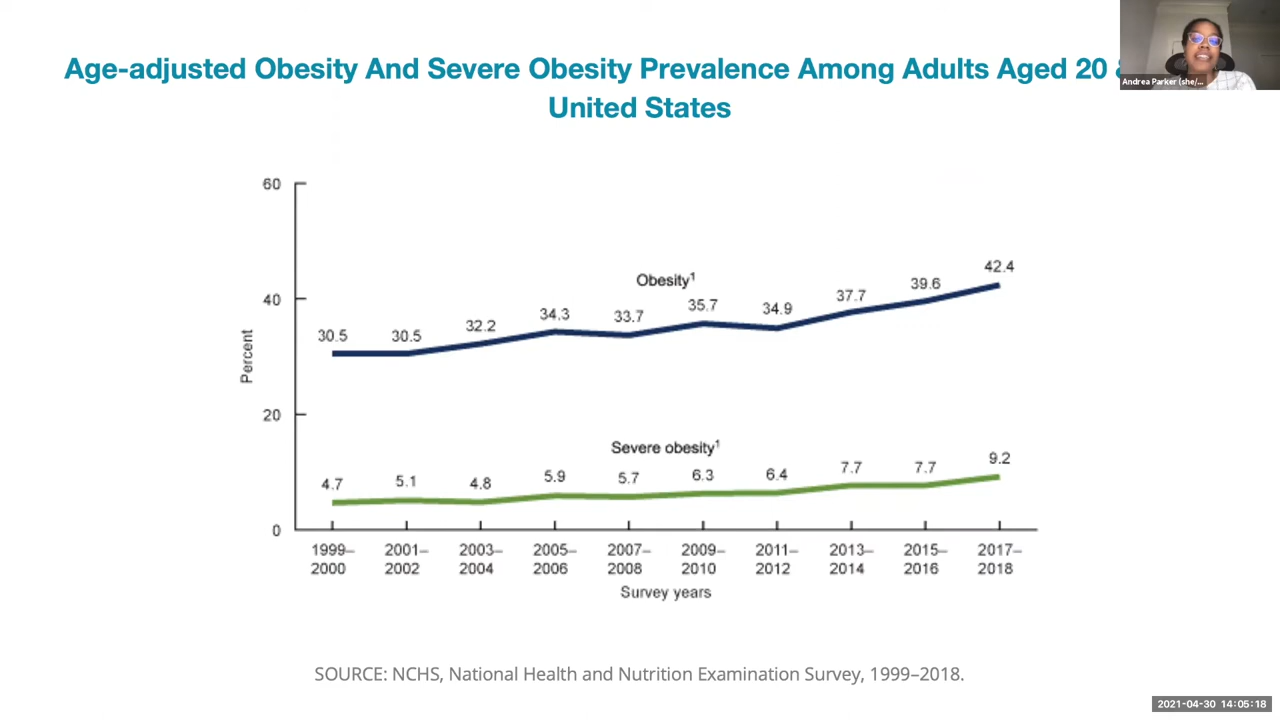 Age-adjusted Obesity And Severe Obesity Prevalence Among Adults Aged 20
United States
Andrea Parker (she/...
60
40
20
0
Percent
Obesity¹
30.5 30.5 32.2 34.3 33.7 35.7 34.9 37.7 39.6 42.4
Severe obesity¹
4.7 5.1 4.8 5.9 5.7 6.3 6.4 7.7 7.7 9.2
1999– 2001– 2003– 2005– 2007– 2009– 2011– 2013– 2015– 2017–
2000 2002 2004 2006 2008 2010 2012 2014 2016 2018
Survey years
SOURCE: NCHS, National Health and Nutrition Examination Survey, 1999–2018.
2021-04-30 14:05:18